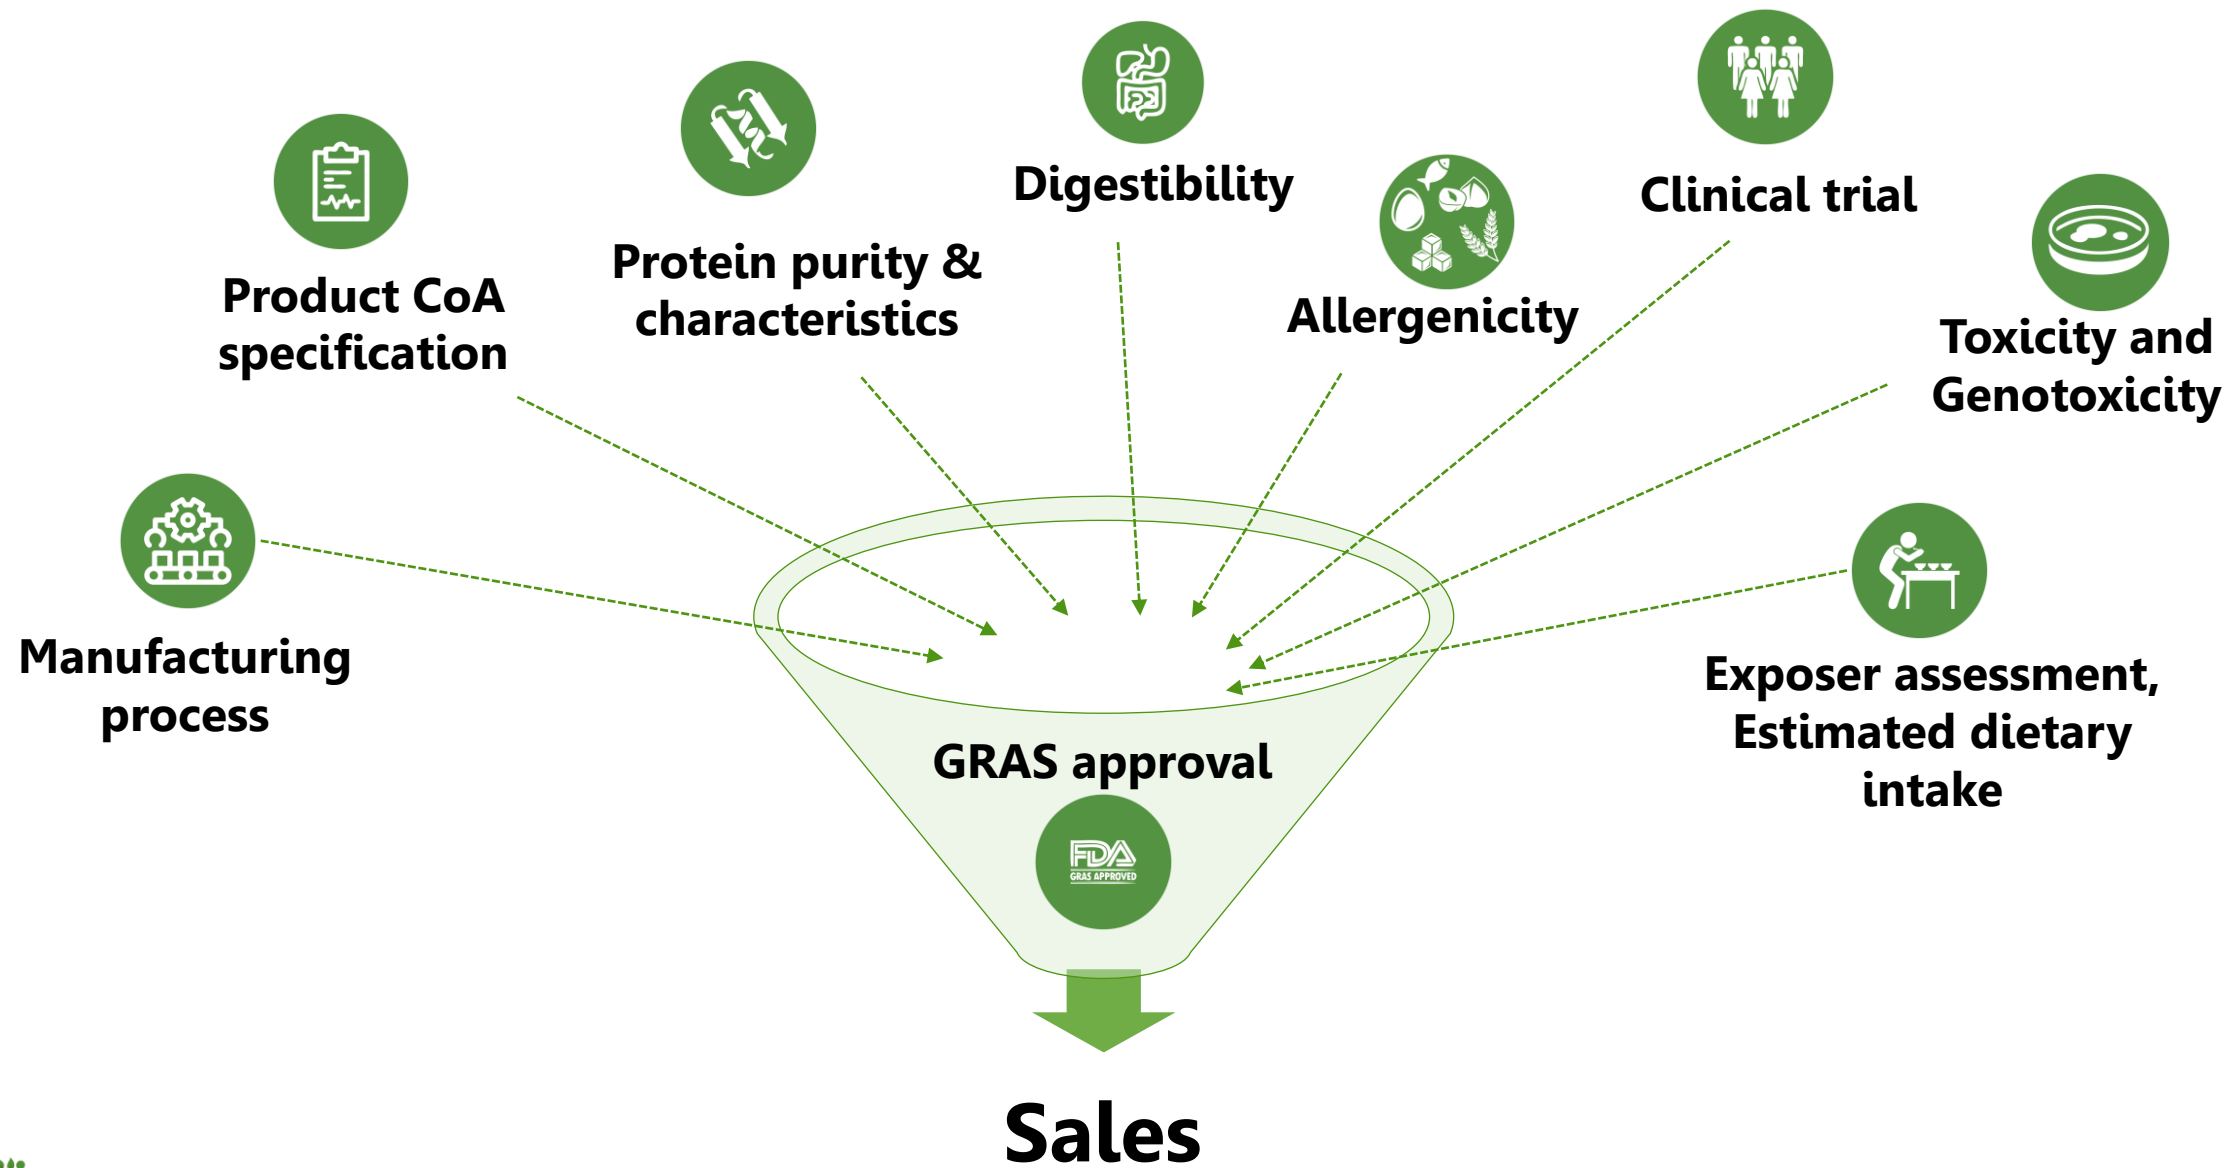 Digestibility
Clinical trial
Protein purity &
characteristics
Product CoA
specification
Allergenicity
Toxicity and
Genotoxicity
Manufacturing
process
Exposer assessment,
Estimated dietary
intake
GRAS approval
FDA
GRAS APPROVED
Sales